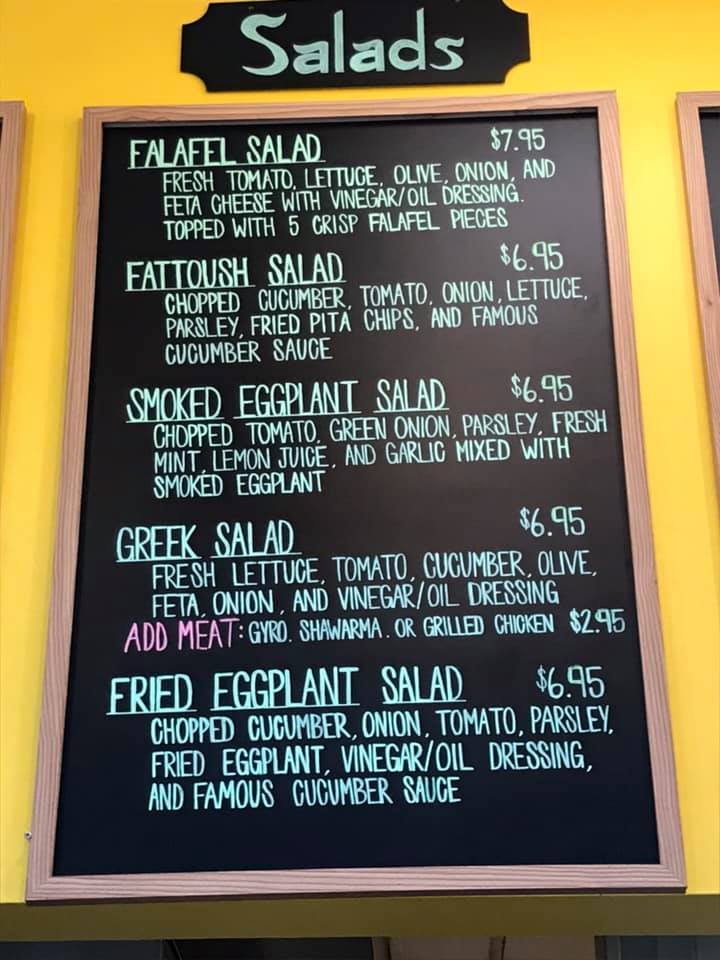 Salads
FALAFEL SALAD $7.95
FRESH TOMATO, LETTUCE, OLIVE, ONION, AND
FETA CHEESE WITH VINEGAR/OIL DRESSING.
TOPPED WITH 5 CRISP FALAFEL PIECES
FATTOUSH SALAD $6.95
CHOPPED CUCUMBER, TOMATO, ONION, LETTUCE,
PARSLEY, FRIED PITA CHIPS, AND FAMOUS
CUCUMBER SAUCE
SMOKED EGGPLANT SALAD $6.95
CHOPPED TOMATO, GREEN ONION, PARSLEY, FRESH
MINT, LEMON JUICE, AND GARLIC MIXED WITH
SMOKED EGGPLANT
GREEK SALAD $6.95
FRESH LETTUCE, TOMATO, CUCUMBER, OLIVE,
FETA, ONION, AND VINEGAR/OIL DRESSING
ADD MEAT: GYRO, SHAWARMA, OR GRILLED CHICKEN $2.95
FRIED EGGPLANT SALAD $6.95
CHOPPED CUCUMBER, ONION, TOMATO, PARSLEY,
FRIED EGGPLANT, VINEGAR/OIL DRESSING,
AND FAMOUS CUCUMBER SAUCE